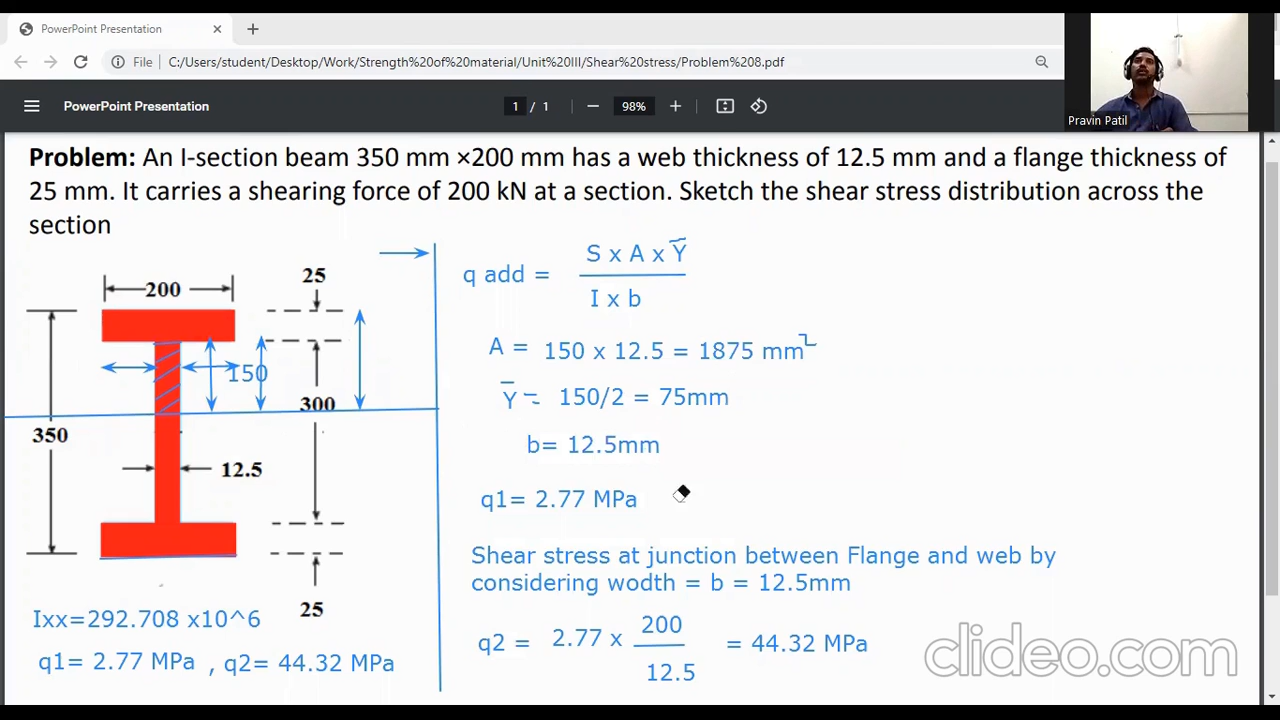 PowerPoint Presentation
File C:/Users/student/Desktop/Work/Strength%20of%20material/Unit%20III/Shear%20stress/Problem%208.pdf
PowerPoint Presentation 1 / 1 98%
Pravin Patil
Problem: An I-section beam 350 mm ×200 mm has a web thickness of 12.5 mm and a flange thickness of
25 mm. It carries a shearing force of 200 kN at a section. Sketch the shear stress distribution across the
section
200
25
150
300
350
12.5
25
Ixx=292.708 x10^6
q1= 2.77 MPa , q2= 44.32 MPa
q add = S x A x Y̅
I x b
A = 150 x 12.5 = 1875 mm²
Y̅ = 150/2 = 75mm
b= 12.5mm
q1= 2.77 MPa
Shear stress at junction between Flange and web by
considering wodth = b = 12.5mm
q2 = 2.77 x 200 = 44.32 MPa
12.5
clideo.com